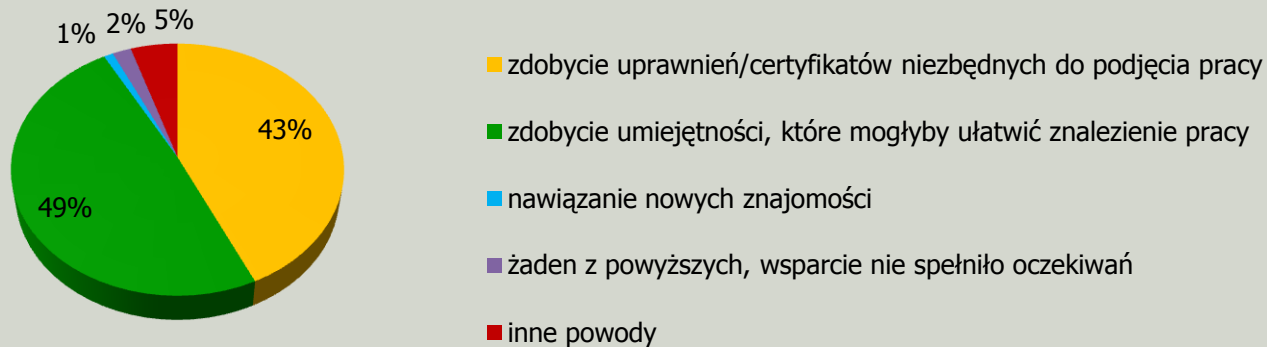 1% 2% 5%
43%
49%
zdobycie uprawnień/certyfikatów niezbędnych do podjęcia pracy
zdobycie umiejętności, które mogłyby ułatwić znalezienie pracy
nawiązanie nowych znajomości
żaden z powyższych, wsparcie nie spełniło oczekiwań
inne powody